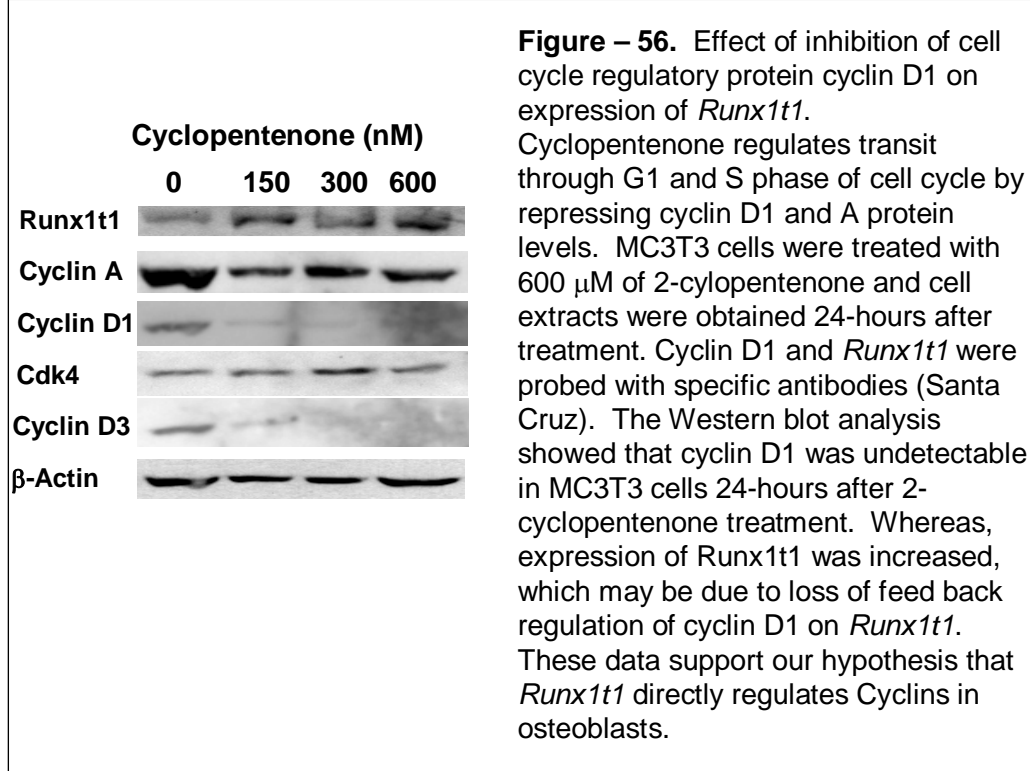 Cyclopentenone (nM)
0 150 300 600
Runx1t1
Cyclin A
Cyclin D1
Cdk4
Cyclin D3
β-Actin
Figure – 56. Effect of inhibition of cell
cycle regulatory protein cyclin D1 on
expression of Runx1t1.
Cyclopentenone regulates transit
through G1 and S phase of cell cycle by
repressing cyclin D1 and A protein
levels. MC3T3 cells were treated with
600 μM of 2-cylopentenone and cell
extracts were obtained 24-hours after
treatment. Cyclin D1 and Runx1t1 were
probed with specific antibodies (Santa
Cruz). The Western blot analysis
showed that cyclin D1 was undetectable
in MC3T3 cells 24-hours after 2-
cyclopentenone treatment. Whereas,
expression of Runx1t1 was increased,
which may be due to loss of feed back
regulation of cyclin D1 on Runx1t1.
These data support our hypothesis that
Runx1t1 directly regulates Cyclins in
osteoblasts.